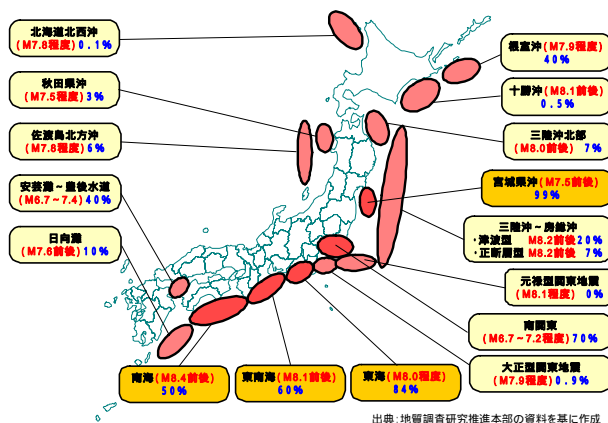 北海道北西沖
(M7.8程度) 0.1%
秋田県沖
(M7.5程度) 3%
佐渡島北方沖
(M7.8程度) 6%
安芸灘～豊後水道
(M6.7～7.4) 40%
日向灘
(M7.6前後) 10%
根室沖 (M7.9程度)
40%
十勝沖 (M8.1前後)
0.5%
三陸沖北部
(M8.0前後) 7%
宮城県沖 (M7.5前後)
99%
三陸沖～房総沖
・津波型 M8.2前後20%
・正断層型 M8.2前後 7%
元禄型関東地震
(M8.1程度) 0%
南関東
(M6.7～7.2程度) 70%
大正型関東地震
(M7.9程度) 0.9%
南海 (M8.4前後)
50%
東南海 (M8.1前後)
60%
東海 (M8.0程度)
84%
出典：地質調査研究推進本部の資料を基に作成